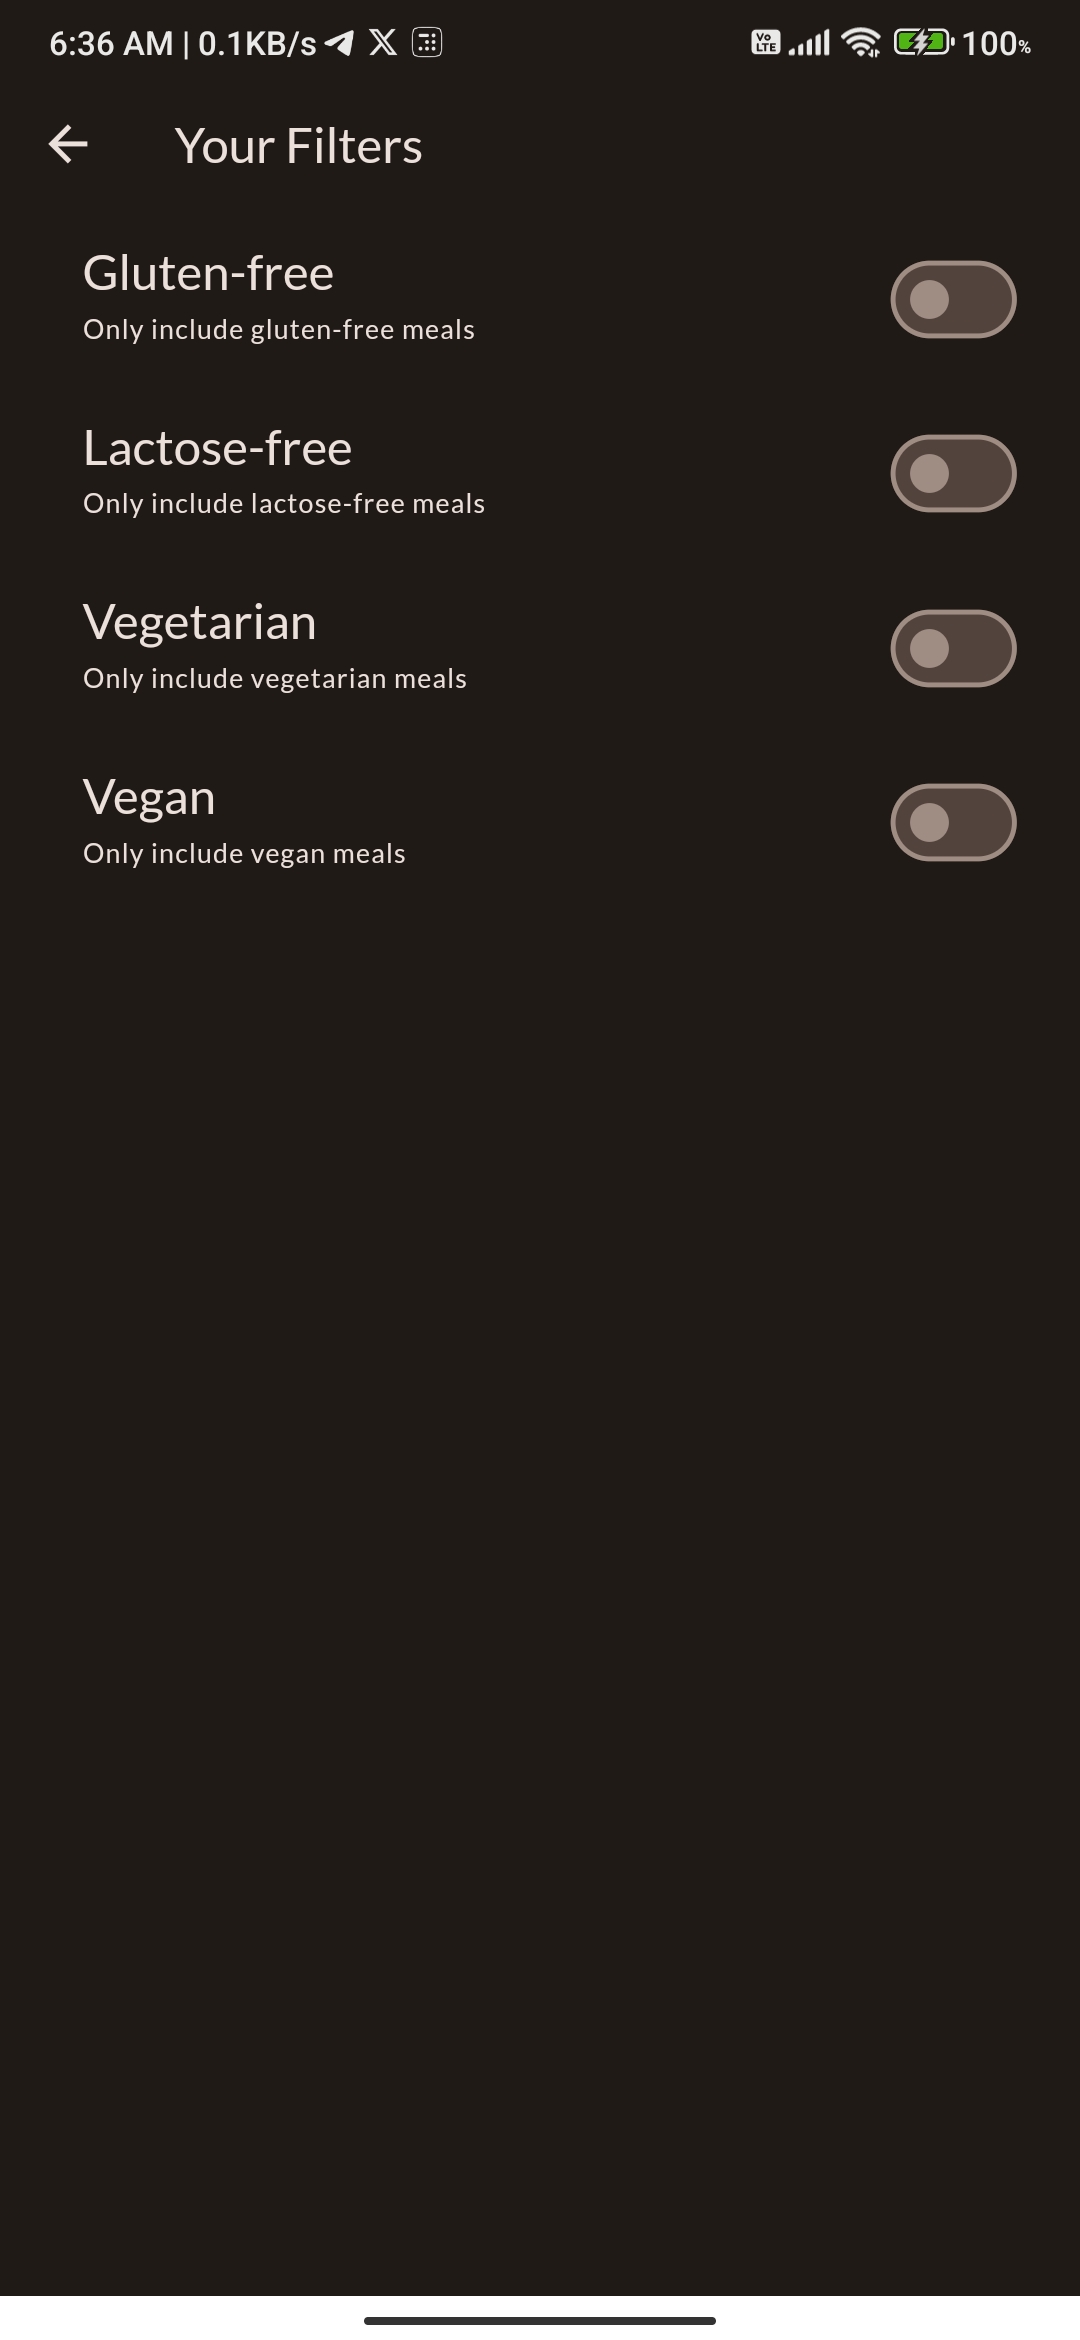 6:36 AM | 0.1KB/s
Vo LTE
100%
Your Filters
Gluten-free
Only include gluten-free meals
Lactose-free
Only include lactose-free meals
Vegetarian
Only include vegetarian meals
Vegan
Only include vegan meals